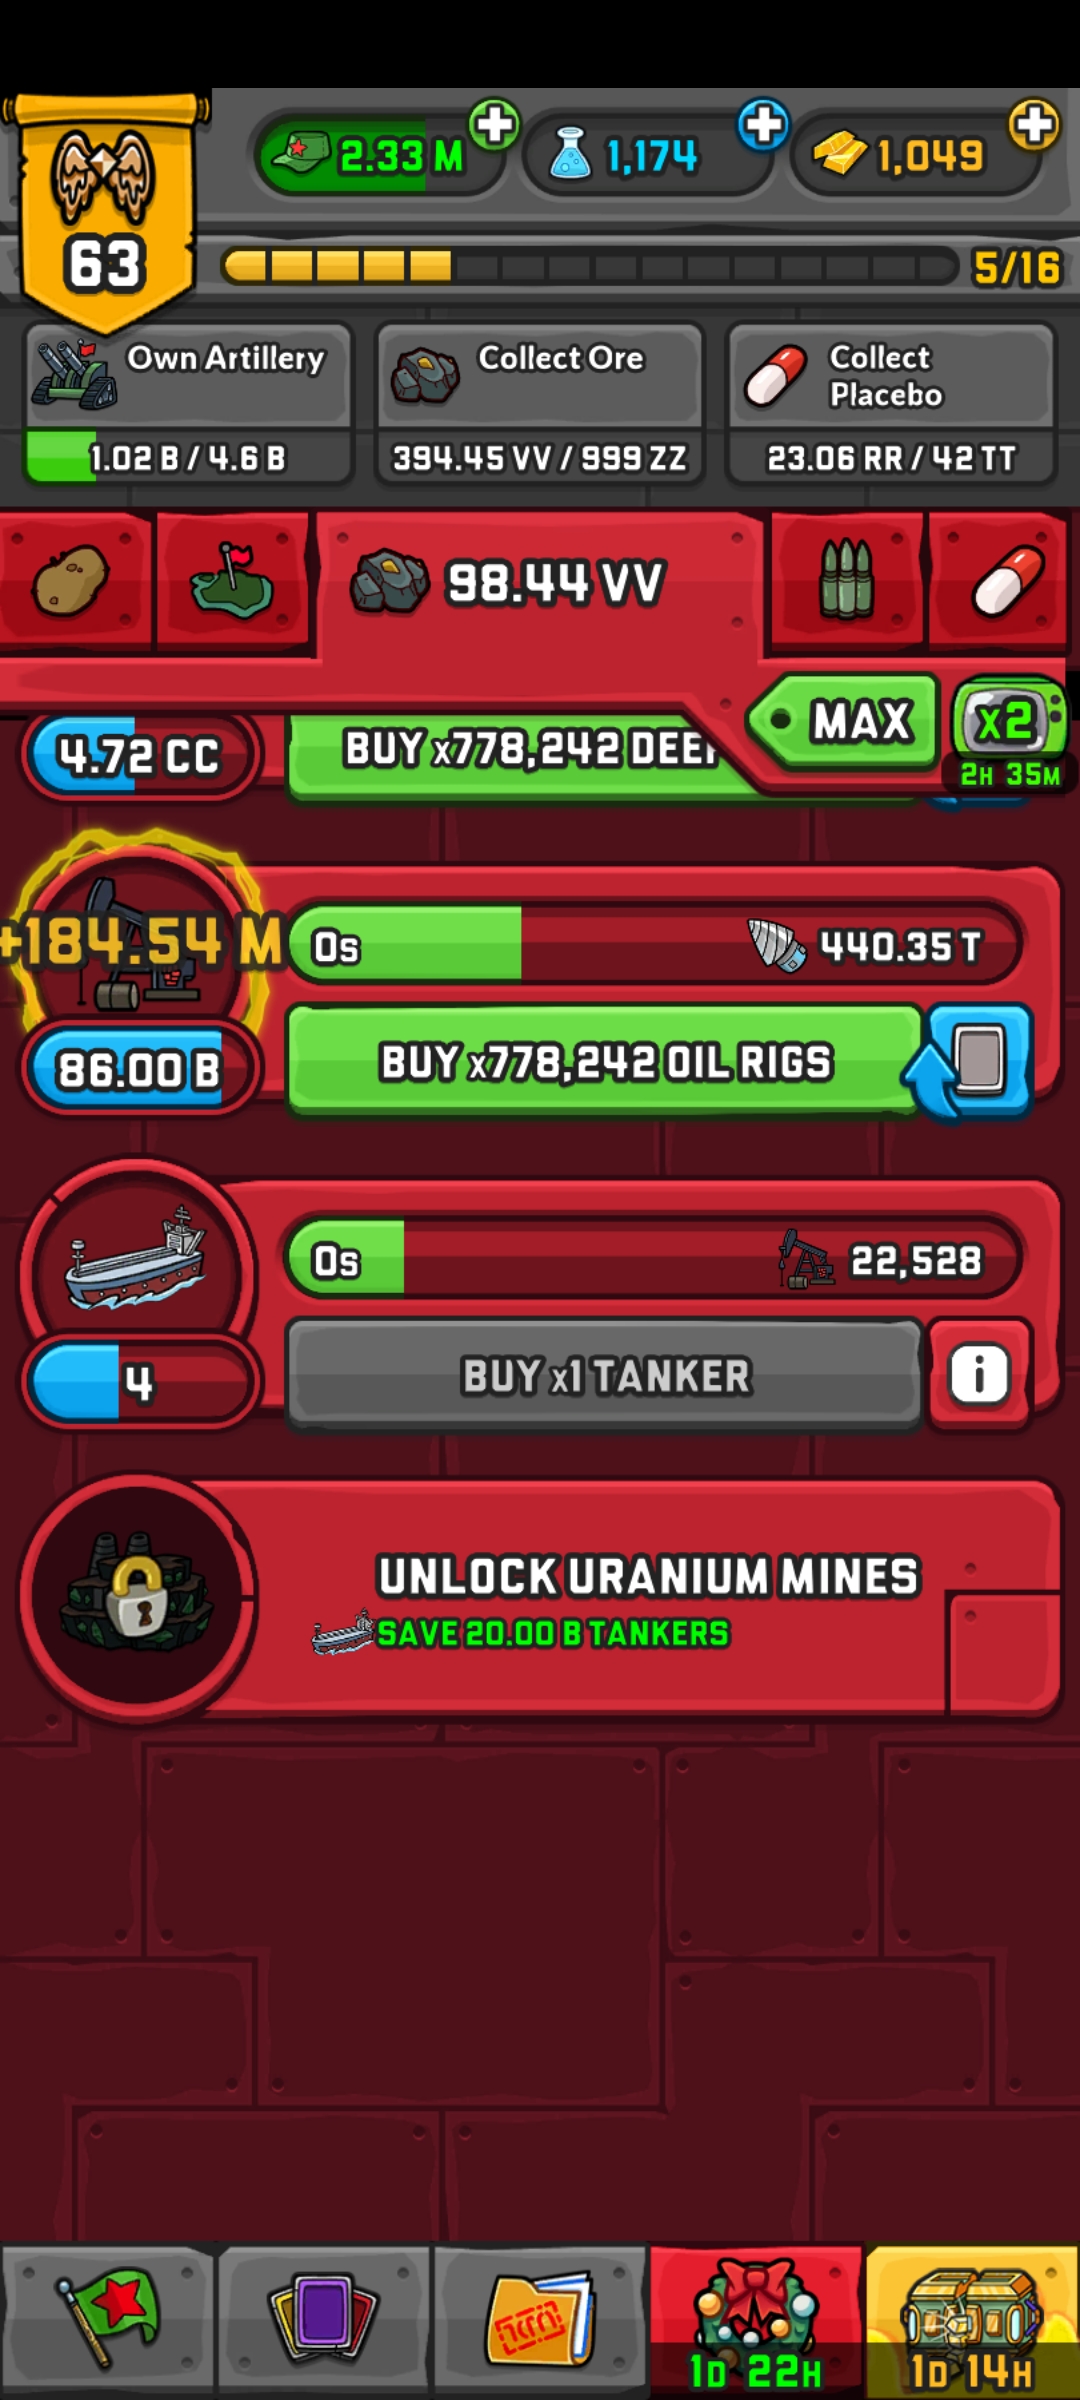 2.33 M
1,174
1,049
63
5/16
Own Artillery
1.02 B / 4.6 B
Collect Ore
394.45 VV / 999 ZZ
Collect
Placebo
23.06 RR / 42 TT
98.44 VV
MAX
x2
2H 35M
4.72 CC
BUY x778,242 DEEP
+184.54 M
0s
440.35 T
86.00 B
BUY x778,242 OIL RIGS
0s
22,528
4
BUY x1 TANKER
i
UNLOCK URANIUM MINES
SAVE 20.00 B TANKERS
1D 22H
1D 14H